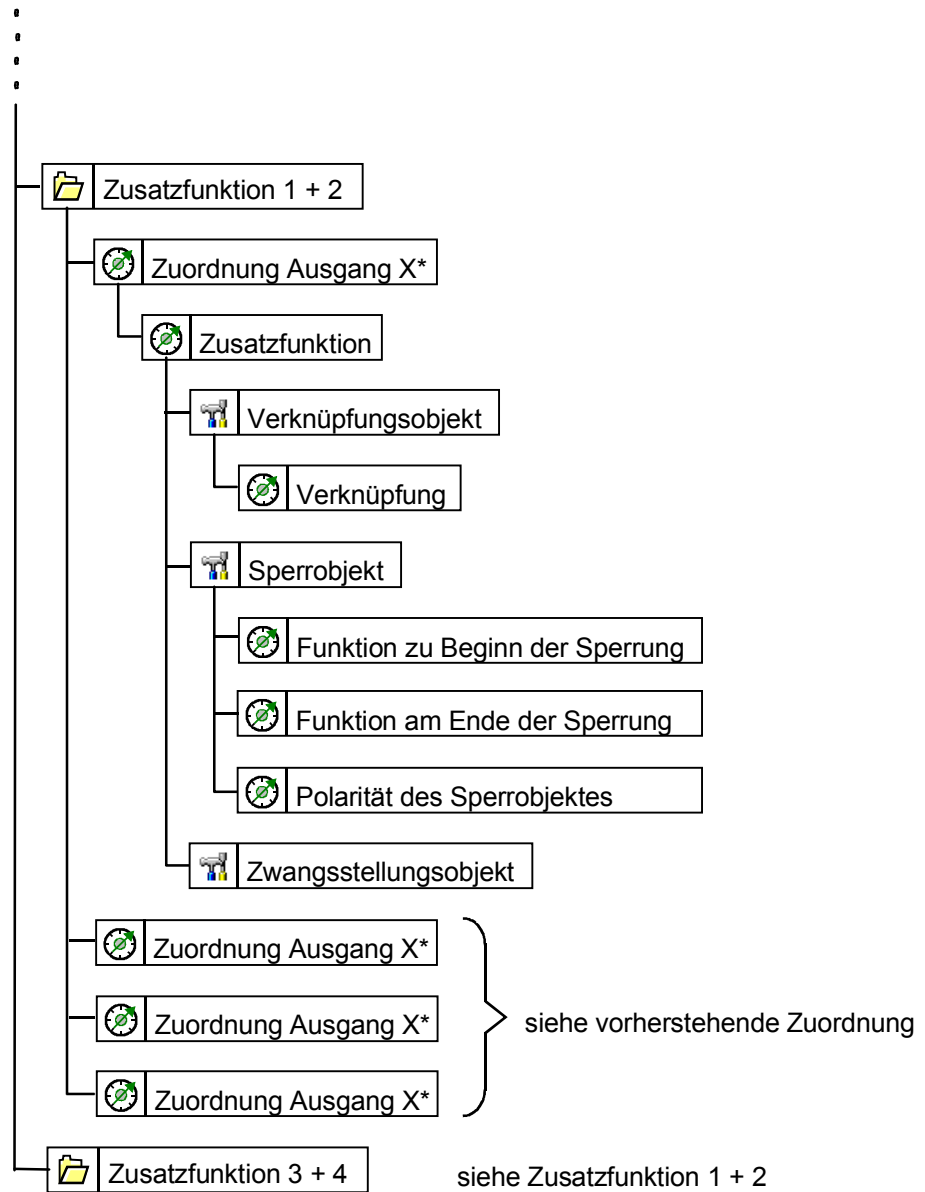 Zusatzfunktion 1 + 2
Zuordnung Ausgang X*
Zusatzfunktion
Verknüpfungsobjekt
Verknüpfung
Sperrobjekt
Funktion zu Beginn der Sperrung
Funktion am Ende der Sperrung
Polarität des Sperrobjektes
Zwangsstellungsobjekt
Zuordnung Ausgang X*
Zuordnung Ausgang X*
siehe vorherstehende Zuordnung
Zuordnung Ausgang X*
Zusatzfunktion 3 + 4
siehe Zusatzfunktion 1 + 2